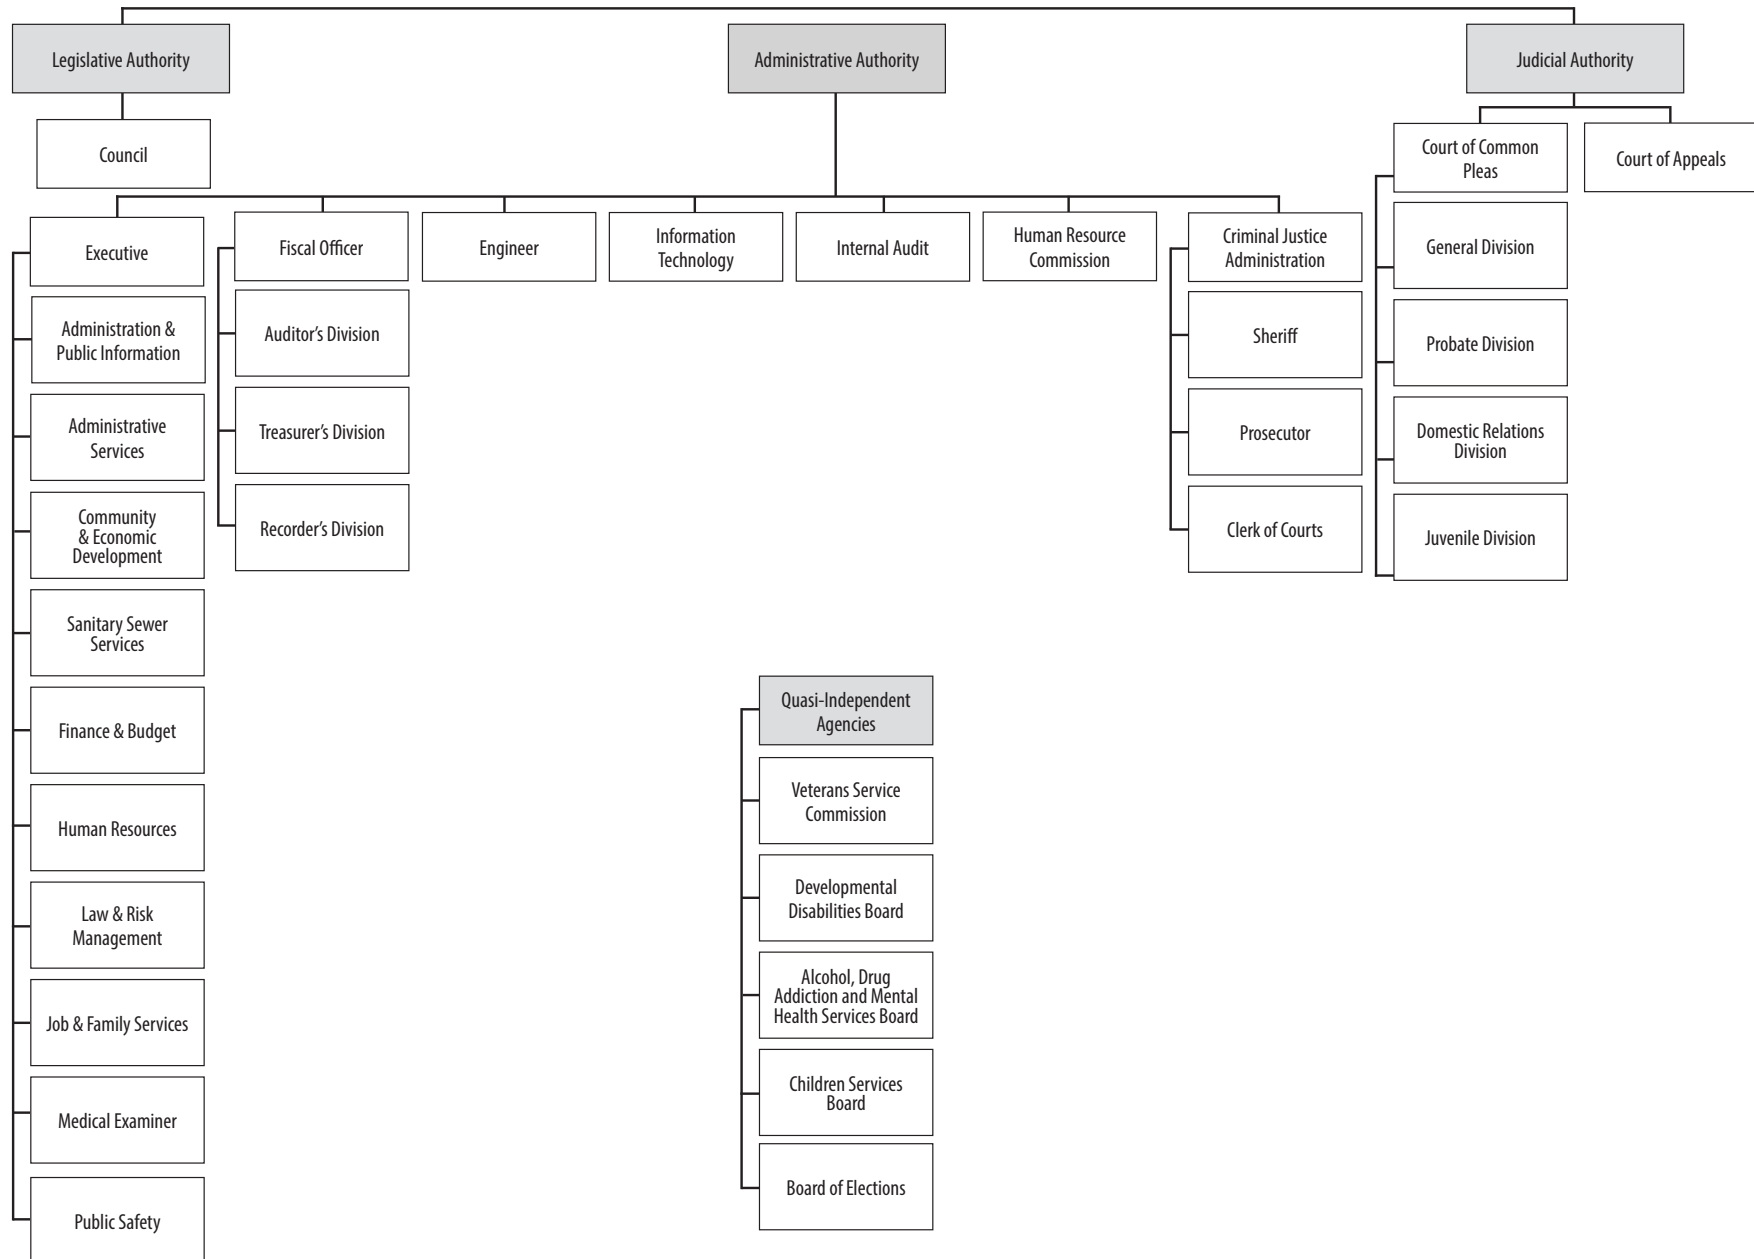 Legislative Authority
Administrative Authority
Judicial Authority
Council
Court of Common
Pleas
Court of Appeals
Executive
Administration &
Public Information
Administrative
Services
Community
& Economic
Development
Sanitary Sewer
Services
Finance & Budget
Human Resources
Law & Risk
Management
Job & Family Services
Medical Examiner
Public Safety
Fiscal Officer
Auditor's Division
Treasurer's Division
Recorder's Division
Engineer
Information
Technology
Internal Audit
Human Resource
Commission
Criminal Justice
Administration
Sheriff
Prosecutor
Clerk of Courts
General Division
Probate Division
Domestic Relations
Division
Juvenile Division
Quasi-Independent
Agencies
Veterans Service
Commission
Developmental
Disabilities Board
Alcohol, Drug
Addiction and Mental
Health Services Board
Children Services
Board
Board of Elections